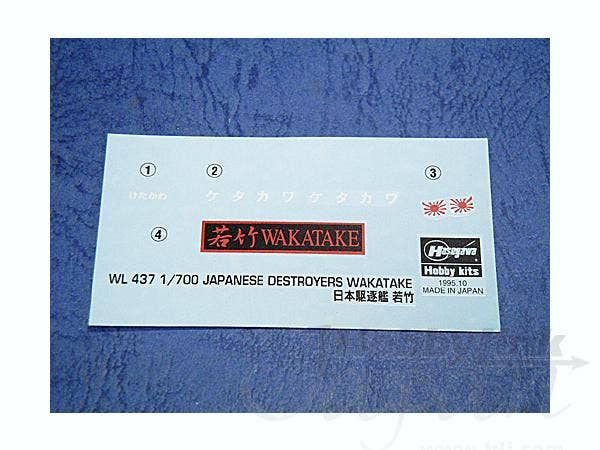 ① ② ③
けたかわ ケタカワケタカワ
④ 若竹 WAKATAKE
Hasegawa
Hobby kits
WL 437 1/700 JAPANESE DESTROYERS WAKATAKE
1995.10
日本駆逐艦 若竹
MADE IN JAPAN